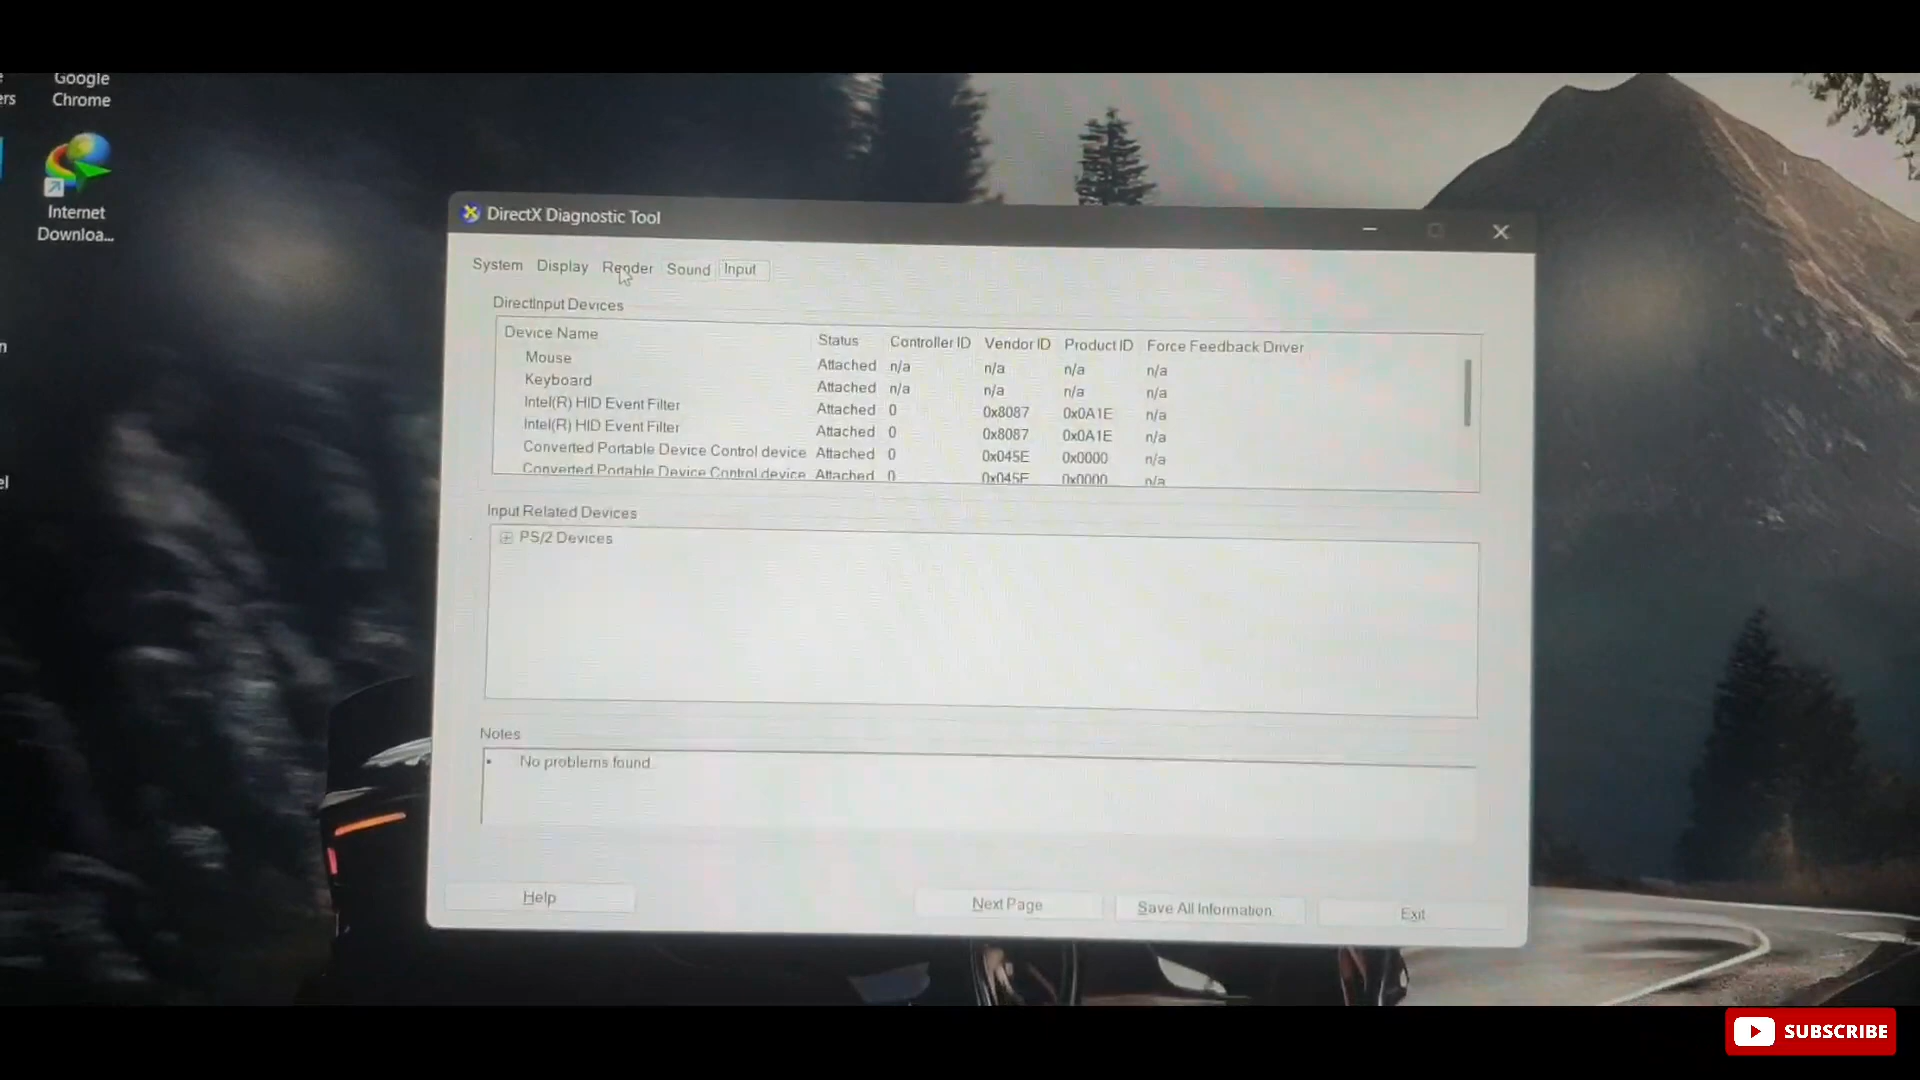 ers
Google
Chrome
Internet
Downloa...
n
el
DirectX Diagnostic Tool
System Display Render Sound Input
DirectInput Devices
Device Name Status Controller ID Vendor ID Product ID Force Feedback Driver
Mouse Attached n/a n/a n/a n/a
Keyboard Attached n/a n/a n/a n/a
Intel(R) HID Event Filter Attached 0 0x8087 0x0A1E n/a
Intel(R) HID Event Filter Attached 0 0x8087 0x0A1E n/a
Converted Portable Device Control device Attached 0 0x045E 0x0000 n/a
Converted Portable Device Control device Attached 0 0x045E 0x0000 n/a
Input Related Devices
PS/2 Devices
Notes
No problems found.
Help Next Page Save All Information Exit
SUBSCRIBE